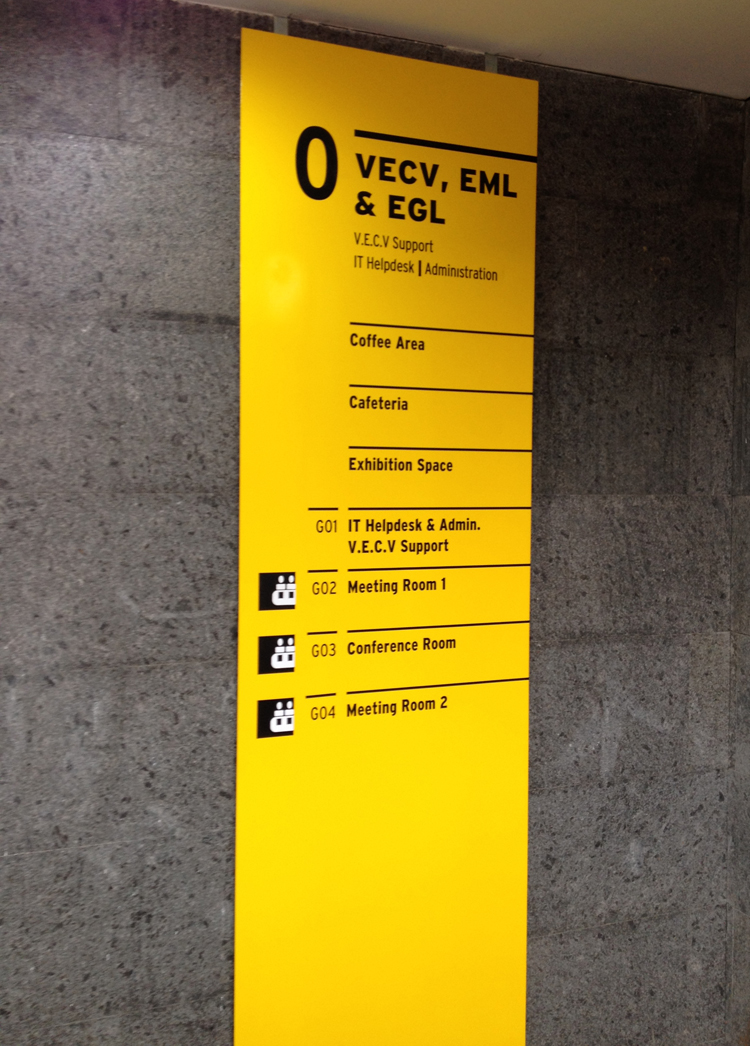 0
VECV, EML
& EGL
V.E.C.V Support
IT Helpdesk | Administration
Coffee Area
Cafeteria
Exhibition Space
G01 IT Helpdesk & Admin.
V.E.C.V Support
G02 Meeting Room 1
G03 Conference Room
G04 Meeting Room 2